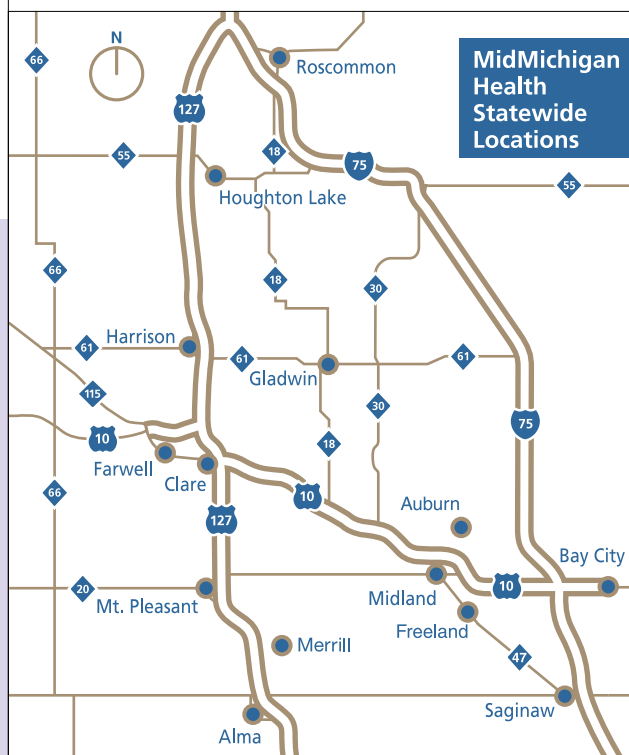 N
MidMichigan
Health
Statewide
Locations
66
Roscommon
127
55
18
75
55
Houghton Lake
66
18
30
Harrison
61
61
Gladwin
61
115
30
75
10
18
Farwell
Clare
66
10
Auburn
127
Bay City
20
Mt. Pleasant
Midland
10
Freeland
Merrill
47
Saginaw
Alma